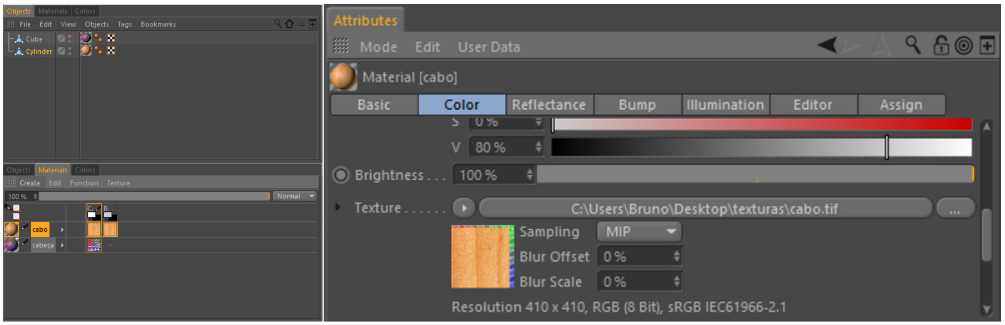 Objects Materials Colors
File Edit View Objects Tags Bookmarks
Cube
Cylinder
Objects Materials Colors
Create Edit Function Texture
100 % Normal
C... B...
cabo
cabeça
Attributes
Mode Edit User Data
Material [cabo]
Basic Color Reflectance Bump Illumination Editor Assign
S 0 %
V 80 %
Brightness . . . 100 %
Texture . . . . . . C:\Users\Bruno\Desktop\texturas\cabo.tif ...
Sampling MIP
Blur Offset 0 %
Blur Scale 0 %
Resolution 410 x 410, RGB (8 Bit), sRGB IEC61966-2.1